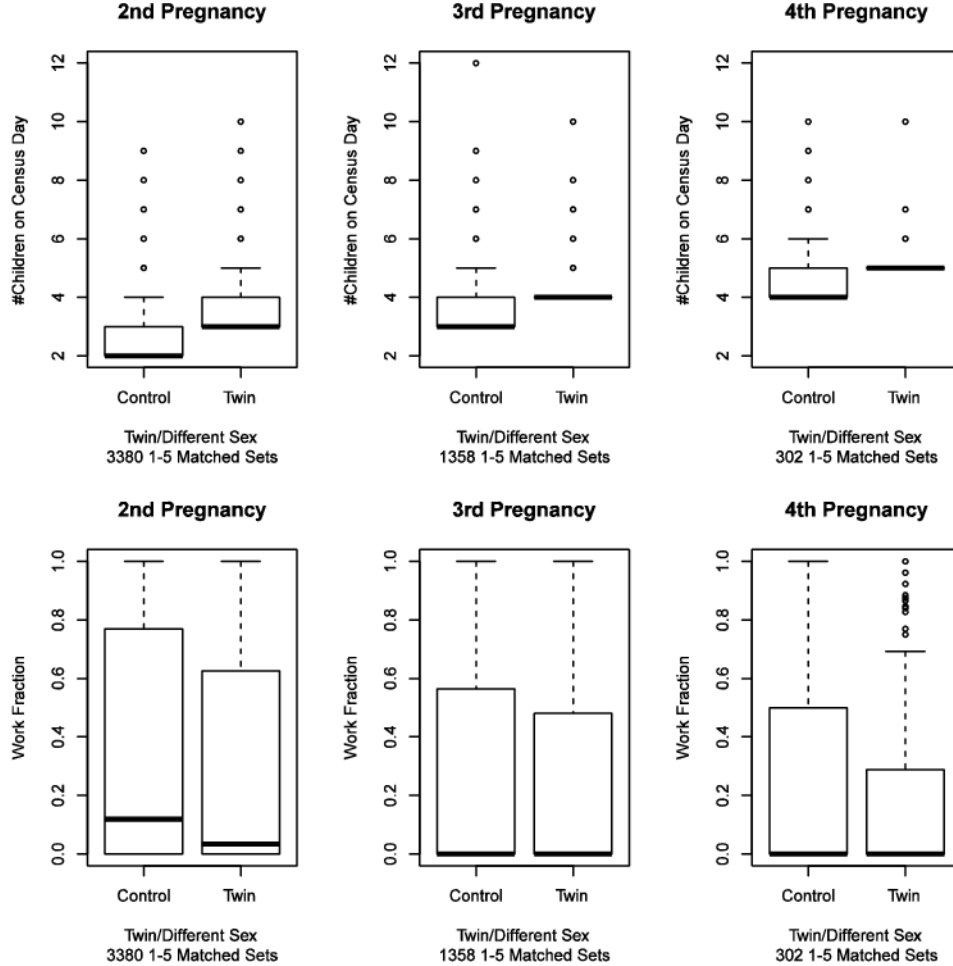 2nd Pregnancy
#Children on Census Day
12
10
8
6
4
2
Control Twin
Twin/Different Sex
3380 1-5 Matched Sets
3rd Pregnancy
#Children on Census Day
12
10
8
6
4
2
Control Twin
Twin/Different Sex
1358 1-5 Matched Sets
4th Pregnancy
#Children on Census Day
12
10
8
6
4
2
Control Twin
Twin/Different Sex
302 1-5 Matched Sets
2nd Pregnancy
Work Fraction
1.0
0.8
0.6
0.4
0.2
0.0
Control Twin
Twin/Different Sex
3380 1-5 Matched Sets
3rd Pregnancy
Work Fraction
1.0
0.8
0.6
0.4
0.2
0.0
Control Twin
Twin/Different Sex
1358 1-5 Matched Sets
4th Pregnancy
Work Fraction
1.0
0.8
0.6
0.4
0.2
0.0
Control Twin
Twin/Different Sex
302 1-5 Matched Sets